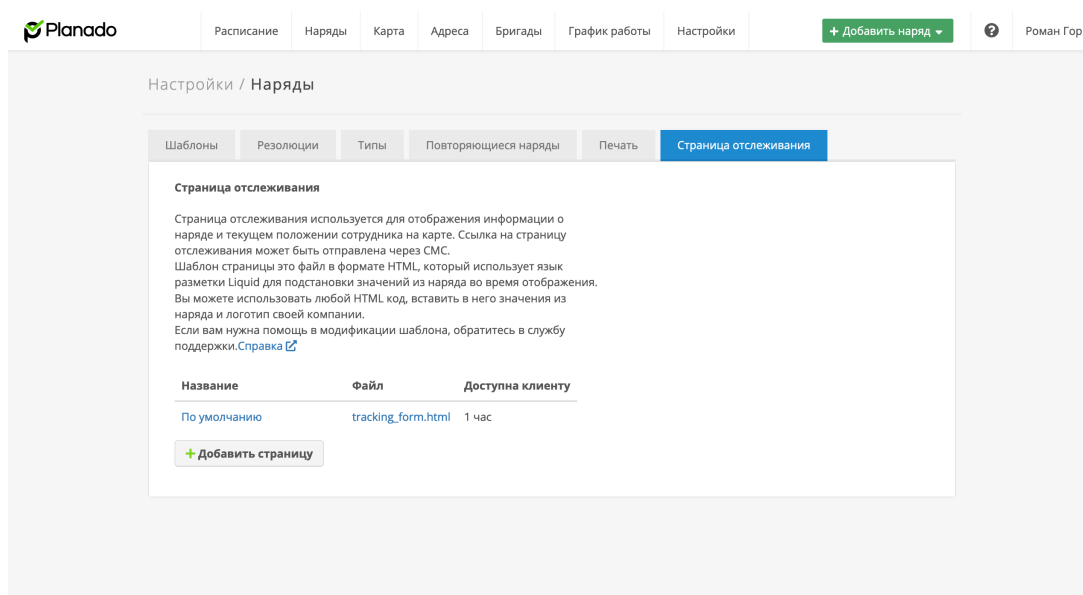 Planado
Расписание Наряды Карта Адреса Бригады График работы Настройки + Добавить наряд ? Роман Гор
Настройки / Наряды
Шаблоны Резолюции Типы Повторяющиеся наряды Печать Страница отслеживания
Страница отслеживания
Страница отслеживания используется для отображения информации о
наряде и текущем положении сотрудника на карте. Ссылка на страницу
отслеживания может быть отправлена через СМС.
Шаблон страницы это файл в формате HTML, который использует язык
разметки Liquid для подстановки значений из наряда во время отображения.
Вы можете использовать любой HTML код, вставить в него значения из
наряда и логотип своей компании.
Если вам нужна помощь в модификации шаблона, обратитесь в службу
поддержки.Справка
Название Файл Доступна клиенту
По умолчанию tracking_form.html 1 час
+ Добавить страницу